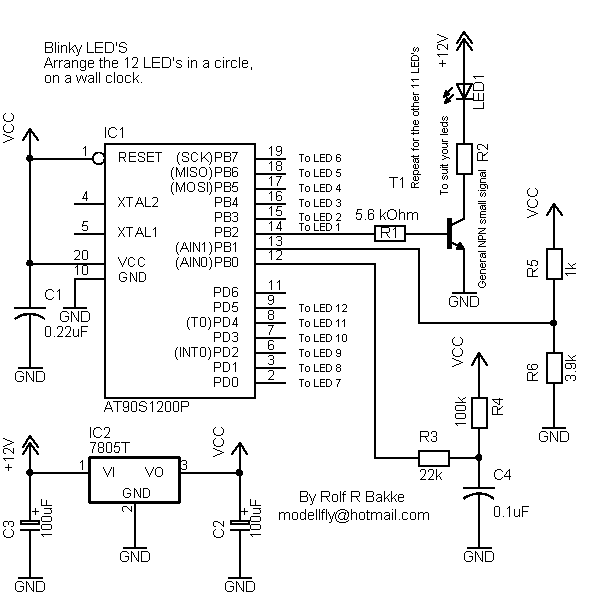 Blinky LED'S
Arrange the 12 LED's in a circle,
on a wall clock.
VCC
IC1
1
RESET
4
XTAL2
5
XTAL1
20
VCC
10
GND
(SCK)PB7
19
To LED 6
(MISO)PB6
18
To LED 5
(MOSI)PB5
17
To LED 4
PB4
16
To LED 3
PB3
15
To LED 2
PB2
14
To LED 1
(AIN1)PB1
13
(AIN0)PB0
12
PD6
11
PD5
9
To LED 12
(T0)PD4
8
To LED 11
PD3
7
To LED 10
(INT0)PD2
6
To LED 9
PD1
3
To LED 8
PD0
2
To LED 7
AT90S1200P
C1
0.22uF
GND
GND
5.6 kOhm
R1
T1
Repeat for the other 11 LED's
To suit your leds
General NPN small signal
+12V
LED1
R2
GND
VCC
R5
1k
R6
3.9k
GND
VCC
100k
R4
R3
22k
C4
0.1uF
GND
+12V
IC2
7805T
1
VI
VO
3
GND
2
GND
VCC
C3
+
100uF
GND
C2
+
100uF
GND
By Rolf R Bakke
modellfly@hotmail.com